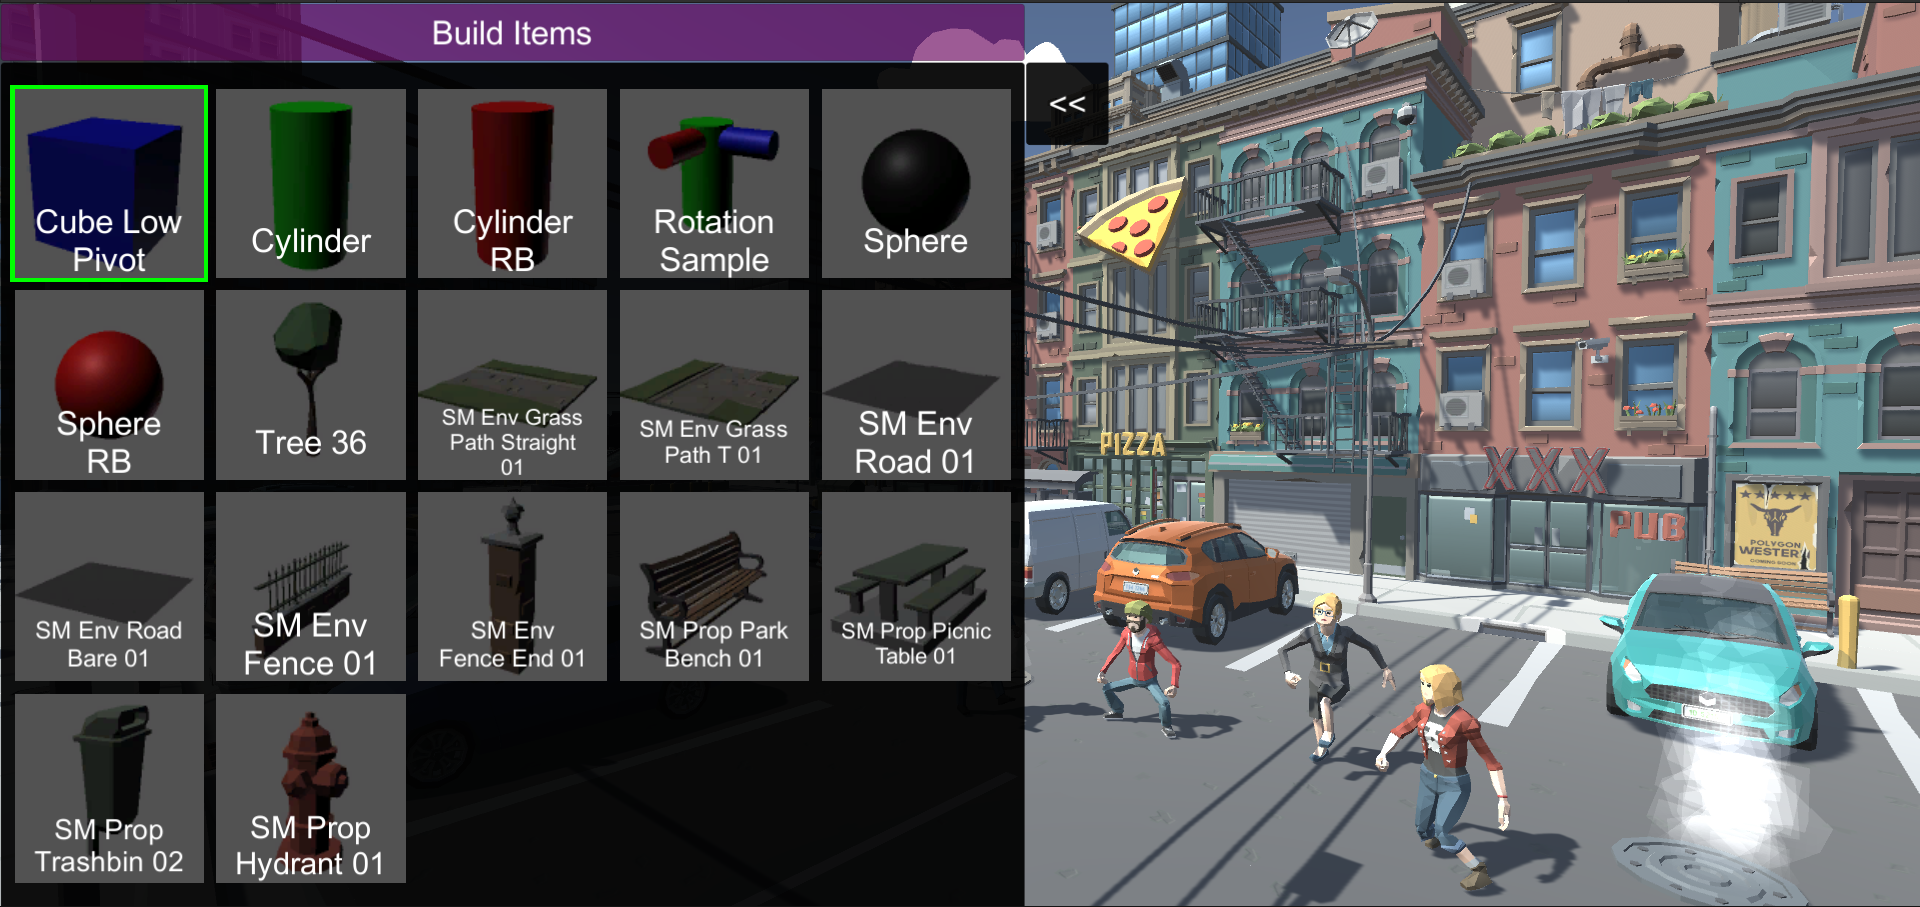 Build Items
<<
Cube Low
Pivot
Cylinder
Cylinder
RB
Rotation
Sample
Sphere
Sphere
RB
Tree 36
SM Env Grass
Path Straight
01
SM Env Grass
Path T 01
SM Env
Road 01
SM Env Road
Bare 01
SM Env
Fence 01
SM Env
Fence End 01
SM Prop Park
Bench 01
SM Prop Picnic
Table 01
SM Prop
Trashbin 02
SM Prop
Hydrant 01
PIZZA
XXX
PUB
POLYGON
WESTERN
COMING SOON